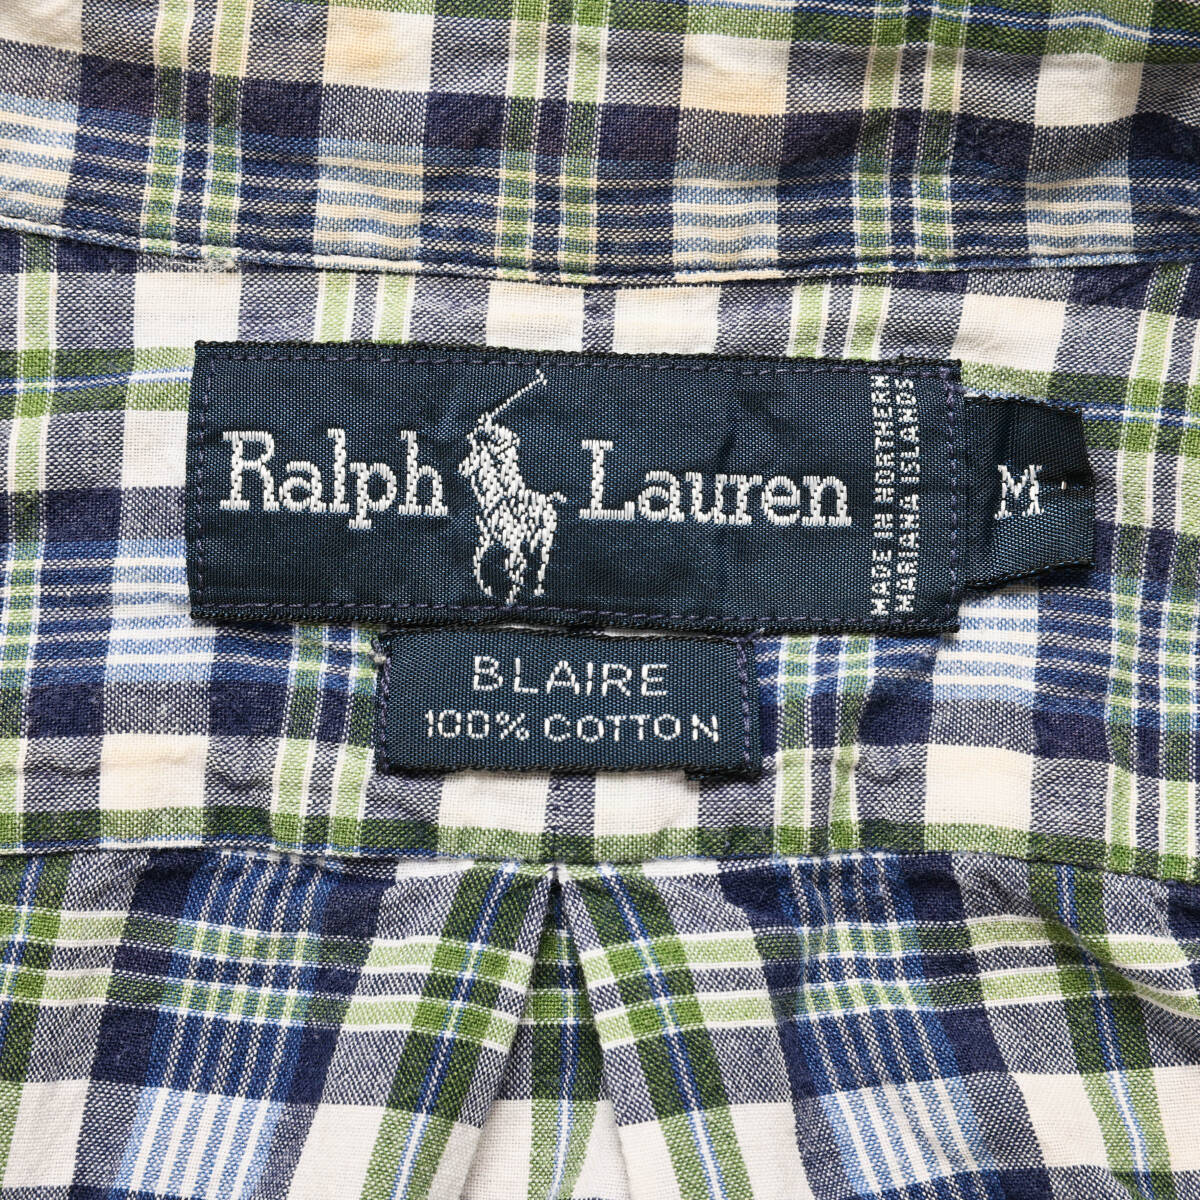 Ralph Lauren
MADE IN NORTHERN
MARIANA ISLANDS
M
BLAIRE
100% COTTON